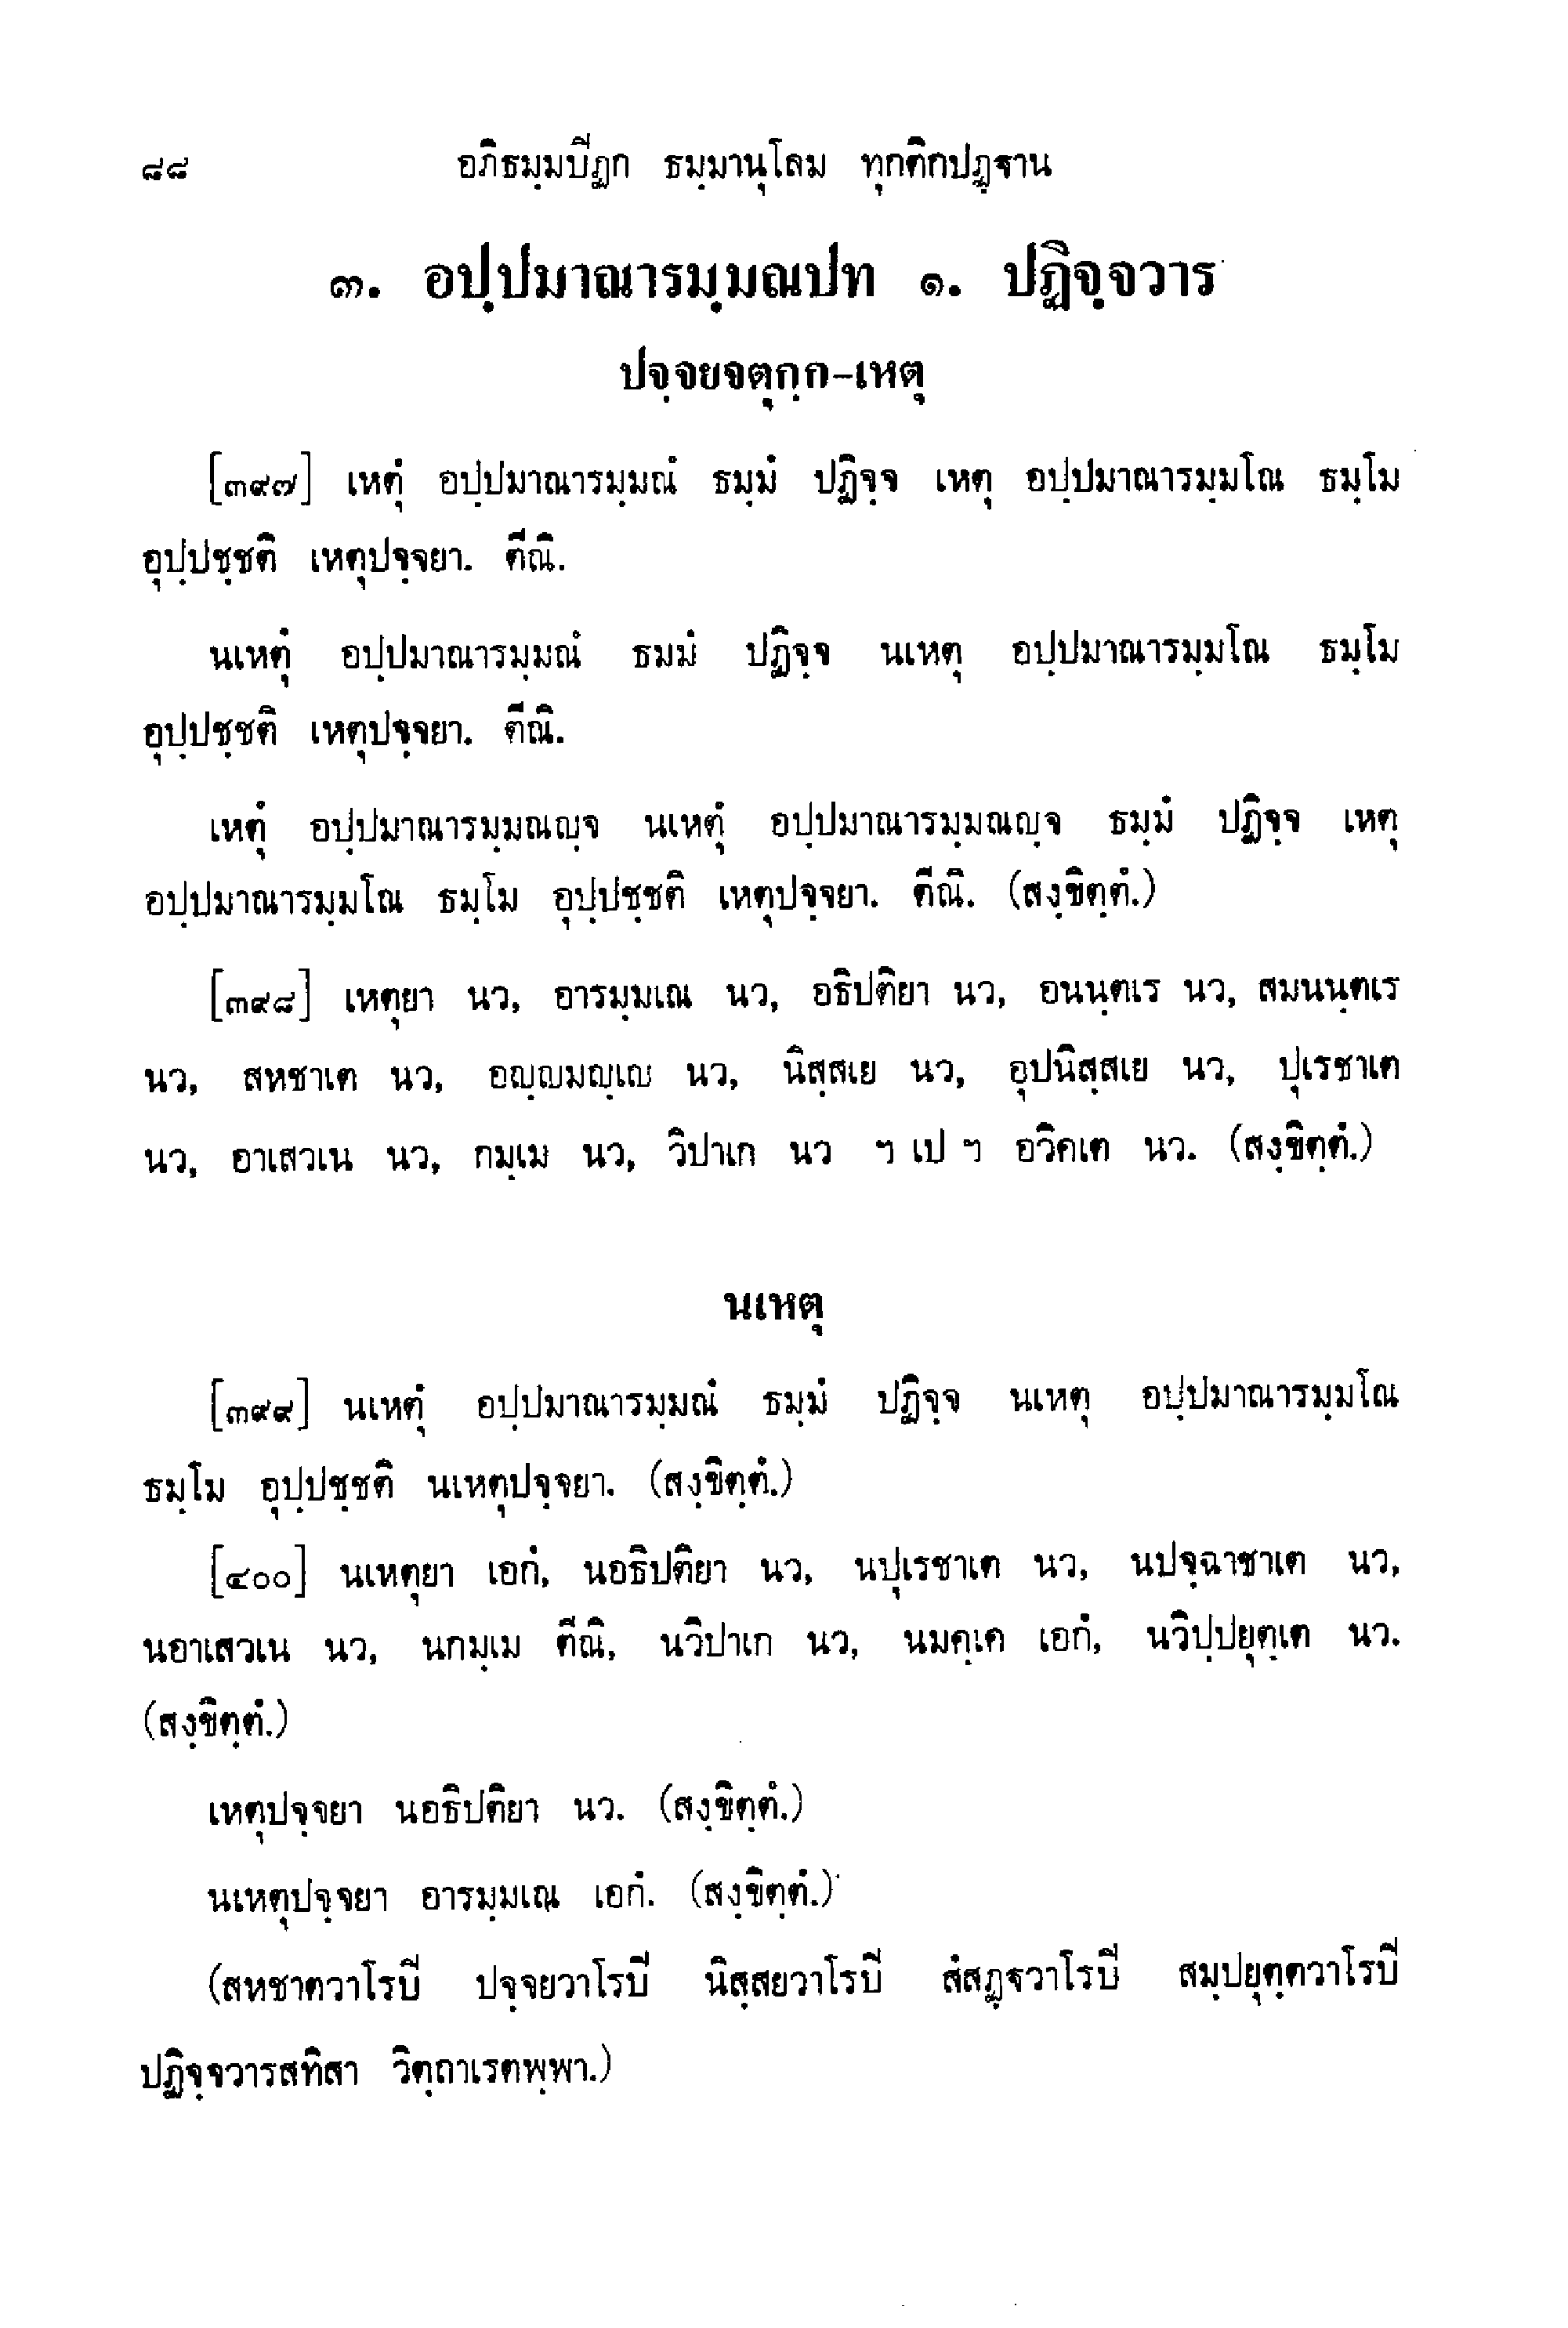 ๘๘ อภิธมฺมปีฏก ธมฺมานุโลม ทุกติกปฏฺฐาน
๓. อปฺปมาณารมฺมณปท ๑. ปฏิจฺจวาร
ปจฺจยจตุกฺก-เหตุ
[๓๙๗] เหตุํ อปฺปมาณารมฺมณํ ธมฺมํ ปฏิจฺจ เหตุ อปฺปมาณารมฺมโณ ธมฺโม
อุปฺปชฺชติ เหตุปจฺจยา. ตีณิ.
นเหตุํ อปฺปมาณารมฺมณํ ธมมํ ปฏิจฺจ นเหตุ อปฺปมาณารมฺมโณ ธมฺโม
อุปฺปชฺชติ เหตุปจฺจยา. ตีณิ.
เหตุํ อปฺปมาณารมฺมณญฺจ นเหตุํ อปฺปมาณารมฺมณญฺจ ธมฺมํ ปฏิจฺจ เหตุ
อปฺปมาณารมฺมโณ ธมฺโม อุปฺปชฺชติ เหตุปจฺจยา. ตีณิ. (สงฺขิตฺตํ.)
[๓๙๘] เหตุยา นว, อารมฺมเณ นว, อธิปติยา นว, อนนฺตเร นว, สมนนฺตเร
นว, สหชาเต นว, อญฺญมญฺเญ นว, นิสฺสเย นว, อุปนิสฺสเย นว, ปุเรชาเต
นว, อาเสวเน นว, กมฺเม นว, วิปาเก นว ฯ เป ฯ อวิคเต นว. (สงฺขิตฺตํ.)
นเหตุ
[๓๙๙] นเหตุํ อปฺปมาณารมฺมณํ ธมฺมํ ปฏิจฺจ นเหตุ อปฺปมาณารมฺมโณ
ธมฺโม อุปฺปชฺชติ นเหตุปจฺจยา. (สงฺขิตฺตํ.)
[๔๐๐] นเหตุยา เอกํ, นอธิปติยา นว, นปุเรชาเต นว, นปจฺฉาชาเต นว,
นอาเสวเน นว, นกมฺเม ตีณิ, นวิปาเก นว, นมคฺเค เอกํ, นวิปฺปยุตฺเต นว.
(สงฺขิตฺตํ.)
เหตุปจฺจยา นอธิปติยา นว. (สงฺขิตฺตํ.)
นเหตุปจฺจยา อารมฺมเณ เอกํ. (สงฺขิตฺตํ.)
(สหชาตวาโรปี ปจฺจยวาโรปี นิสฺสยวาโรปี สํสฏฺฐวาโรปี สมฺปยุตฺตวาโรปี
ปฏิจฺจวารสทิสา วิตฺถาเรตพฺพา.)